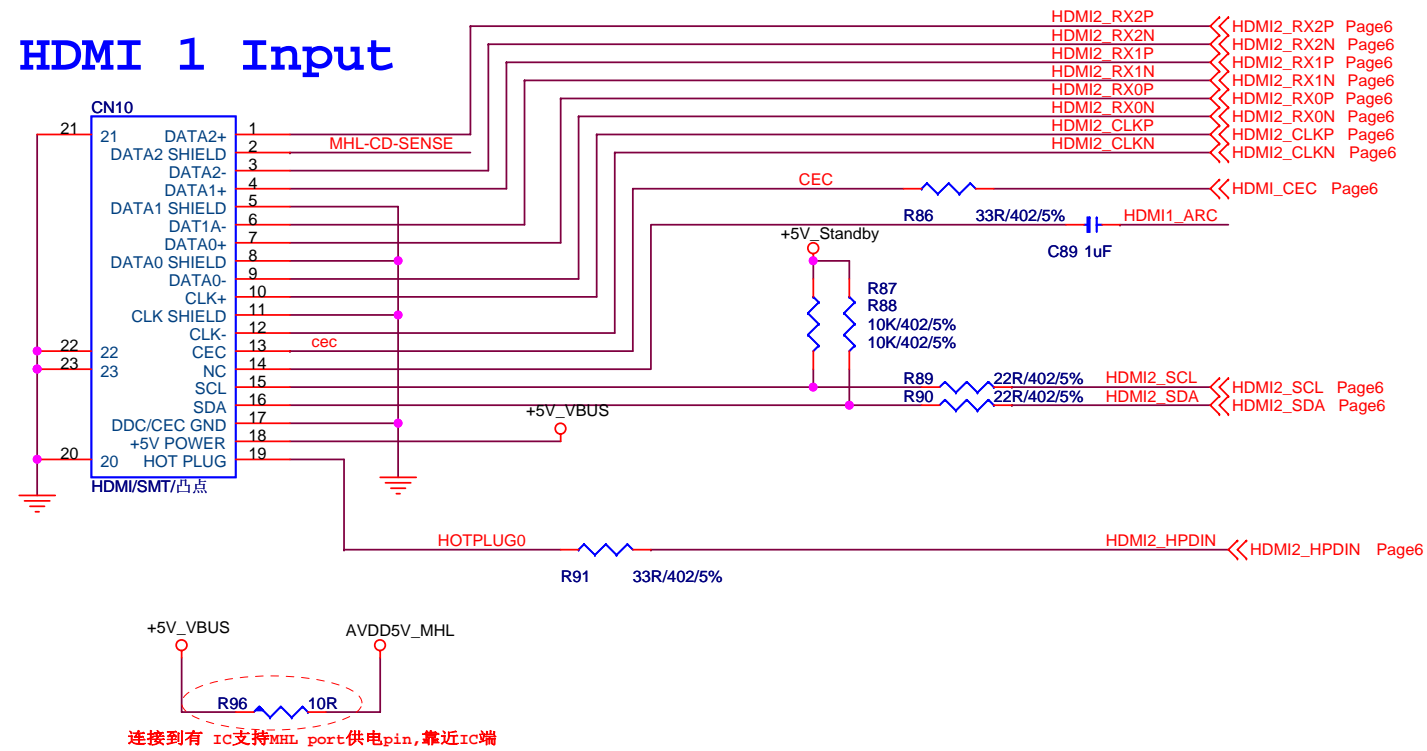 HDMI 1 Input
HDMI2_RX2P
HDMI2_RX2P Page6
HDMI2_RX2N
HDMI2_RX2N Page6
HDMI2_RX1P
HDMI2_RX1P Page6
HDMI2_RX1N
HDMI2_RX1N Page6
HDMI2_RX0P
HDMI2_RX0P Page6
HDMI2_RX0N
HDMI2_RX0N Page6
HDMI2_CLKP
HDMI2_CLKP Page6
HDMI2_CLKN
HDMI2_CLKN Page6
CN10
21 21 DATA2+ 1
DATA2 SHIELD 2 MHL-CD-SENSE
DATA2- 3
DATA1+ 4
DATA1 SHIELD 5
DAT1A- 6
DATA0+ 7
DATA0 SHIELD 8
DATA0- 9
CLK+ 10
CLK SHIELD 11
CLK- 12
22 22 CEC 13 cec
23 23 NC 14
SCL 15
SDA 16
DDC/CEC GND 17
+5V POWER 18
20 20 HOT PLUG 19
HDMI/SMT/凸点
CEC
HDMI_CEC Page6
R86 33R/402/5%
HDMI1_ARC
C89 1uF
+5V_Standby
R87
R88
10K/402/5%
10K/402/5%
R89 22R/402/5% HDMI2_SCL
HDMI2_SCL Page6
R90 22R/402/5% HDMI2_SDA
HDMI2_SDA Page6
+5V_VBUS
HOTPLUG0
HDMI2_HPDIN
HDMI2_HPDIN Page6
R91 33R/402/5%
+5V_VBUS
AVDD5V_MHL
R96 10R
连接到有 IC支持MHL port供电pin,靠近IC端